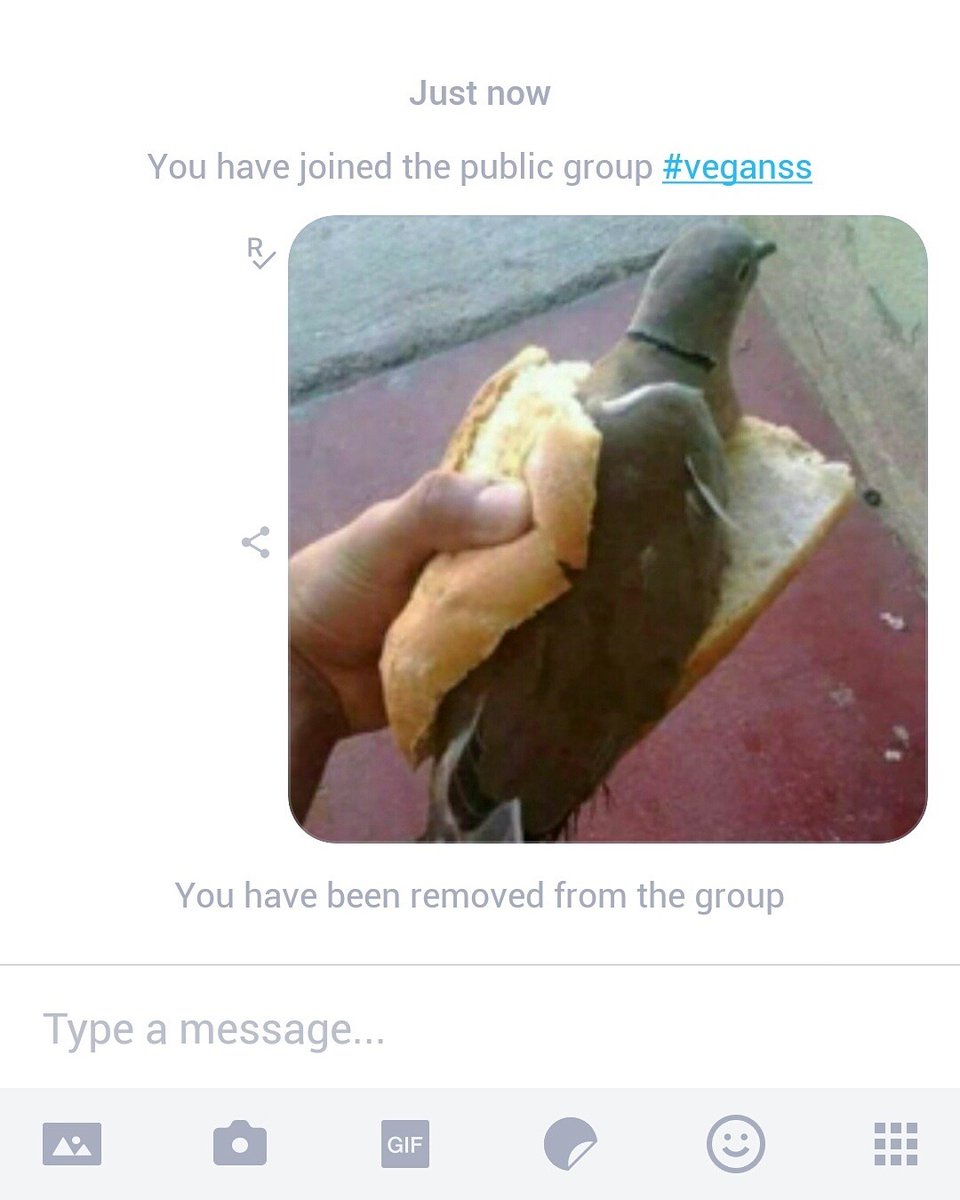 Just now
You have joined the public group #veganss
R
You have been removed from the group
Type a message...
GIF